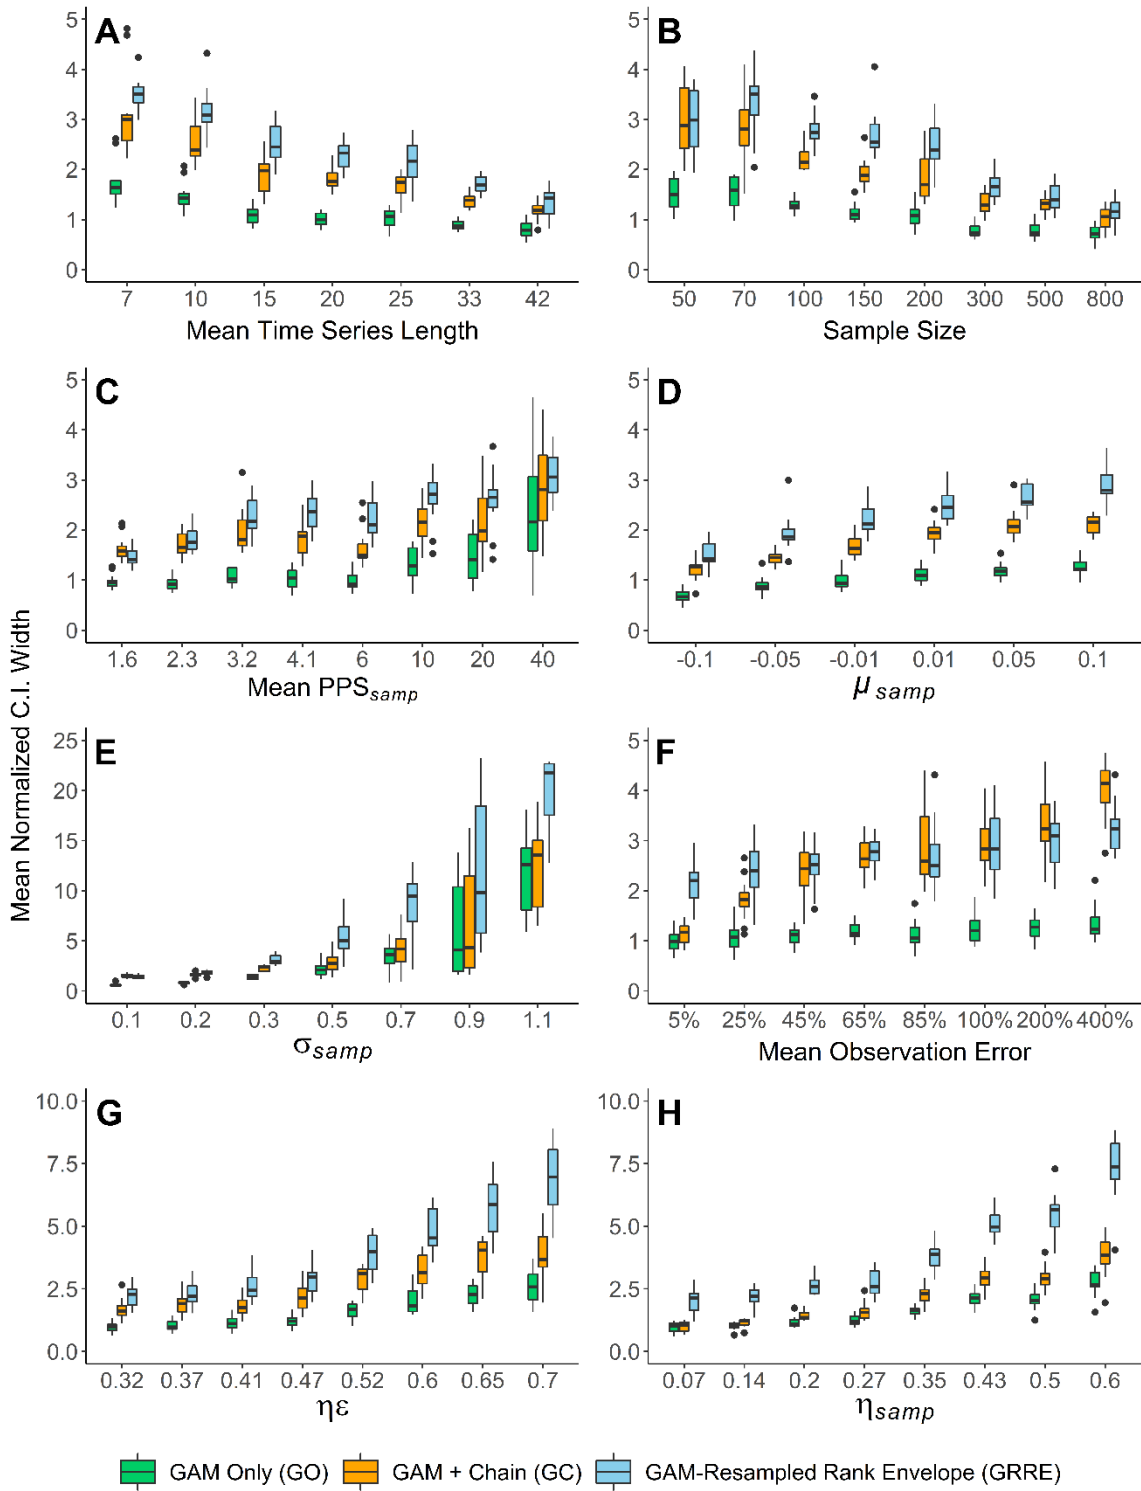 A
5
4
3
2
1
0
7 10 15 20 25 33 42
Mean Time Series Length
B
5
4
3
2
1
0
50 70 100 150 200 300 500 800
Sample Size
C
5
4
3
2
1
0
1.6 2.3 3.2 4.1 6 10 20 40
Mean PPS samp
D
5
4
3
2
1
0
-0.1 -0.05 -0.01 0.01 0.05 0.1
μ samp
Mean Normalized C.I. Width
E
25
20
15
10
5
0
0.1 0.2 0.3 0.5 0.7 0.9 1.1
σ samp
F
5
4
3
2
1
0
5% 25% 45% 65% 85% 100% 200% 400%
Mean Observation Error
G
10.0
7.5
5.0
2.5
0.0
0.32 0.37 0.41 0.47 0.52 0.6 0.65 0.7
ηε
H
10.0
7.5
5.0
2.5
0.0
0.07 0.14 0.2 0.27 0.35 0.43 0.5 0.6
η samp
GAM Only (GO) GAM + Chain (GC) GAM-Resampled Rank Envelope (GRRE)